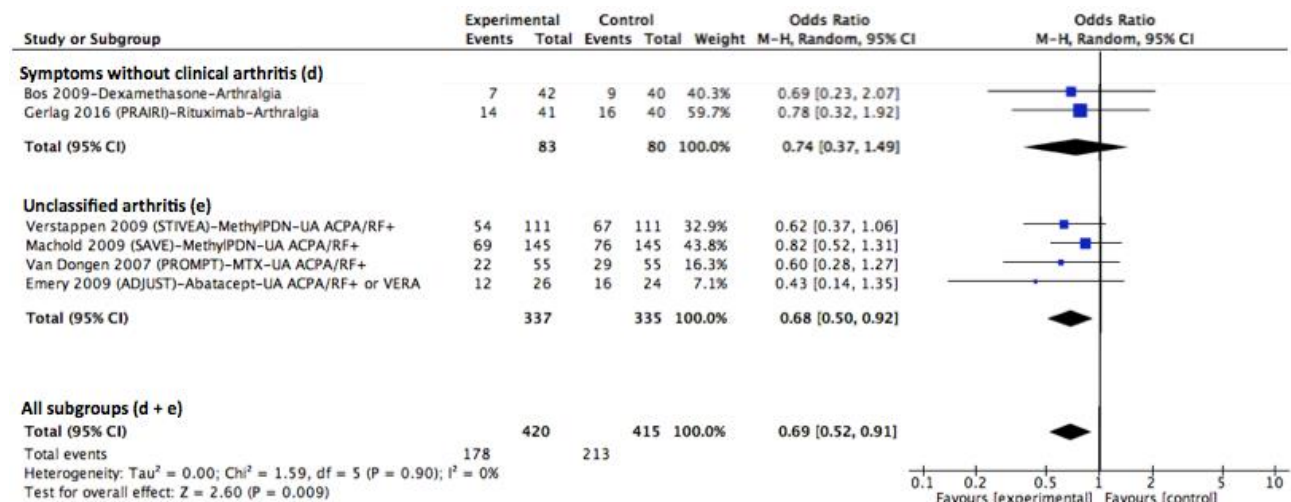 Experimental Control Odds Ratio Odds Ratio
Study or Subgroup Events Total Events Total Weight M-H, Random, 95% CI M-H, Random, 95% CI
Symptoms without clinical arthritis (d)
Bos 2009-Dexamethasone-Arthralgia 7 42 9 40 40.3% 0.69 [0.23, 2.07]
Gerlag 2016 (PRAIRI)-Rituximab-Arthralgia 14 41 16 40 59.7% 0.78 [0.32, 1.92]
Total (95% CI) 83 80 100.0% 0.74 [0.37, 1.49]
Unclassified arthritis (e)
Verstappen 2009 (STIVEA)-MethylPDN-UA ACPA/RF+ 54 111 67 111 32.9% 0.62 [0.37, 1.06]
Machold 2009 (SAVE)-MethylPDN-UA ACPA/RF+ 69 145 76 145 43.8% 0.82 [0.52, 1.31]
Van Dongen 2007 (PROMPT)-MTX-UA ACPA/RF+ 22 55 29 55 16.3% 0.60 [0.28, 1.27]
Emery 2009 (ADJUST)-Abatacept-UA ACPA/RF+ or VERA 12 26 16 24 7.1% 0.43 [0.14, 1.35]
Total (95% CI) 337 335 100.0% 0.68 [0.50, 0.92]
All subgroups (d + e)
Total (95% CI) 420 415 100.0% 0.69 [0.52, 0.91]
Total events 178 213
Heterogeneity: Tau² = 0.00; Chi² = 1.59, df = 5 (P = 0.90); I² = 0%
Test for overall effect: Z = 2.60 (P = 0.009)
0.1 0.2 0.5 1 2 5 10
Favours [experimental] Favours [control]